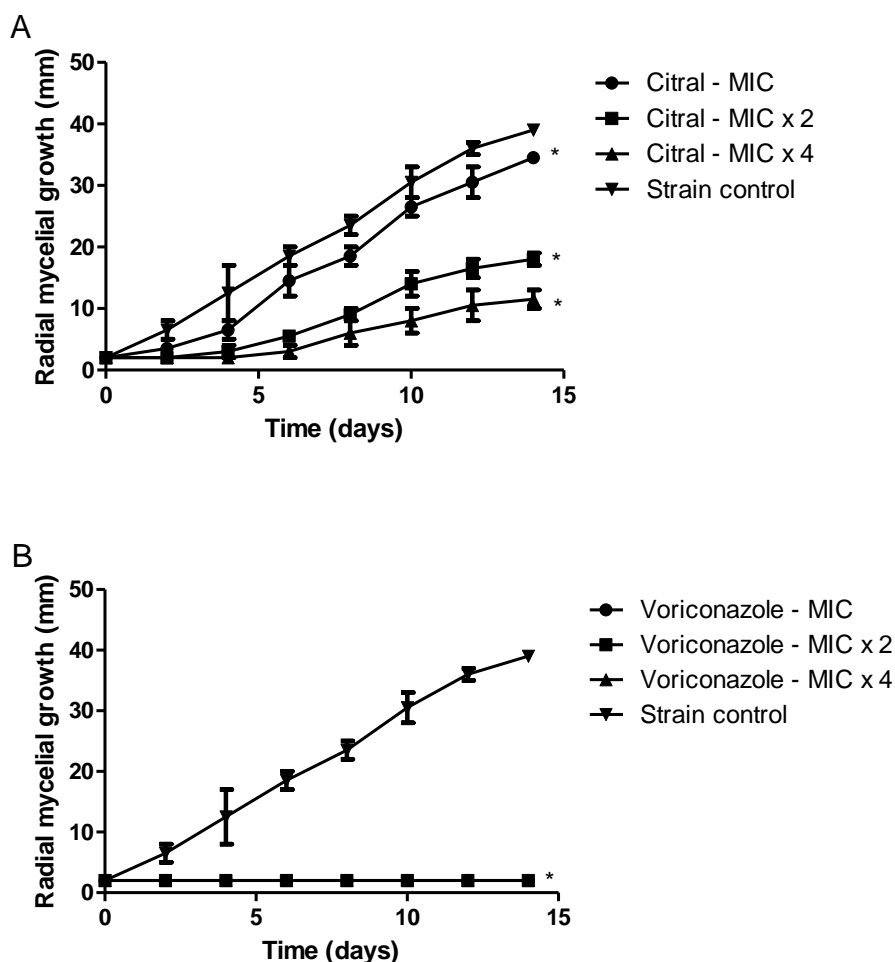 A
Radial mycelial growth (mm)
50
40
30
20
10
0
0 5 10 15
Time (days)
*
*
*
Citral - MIC
Citral - MIC x 2
Citral - MIC x 4
Strain control
B
Radial mycelial growth (mm)
50
40
30
20
10
0
0 5 10 15
Time (days)
*
Voriconazole - MIC
Voriconazole - MIC x 2
Voriconazole - MIC x 4
Strain control